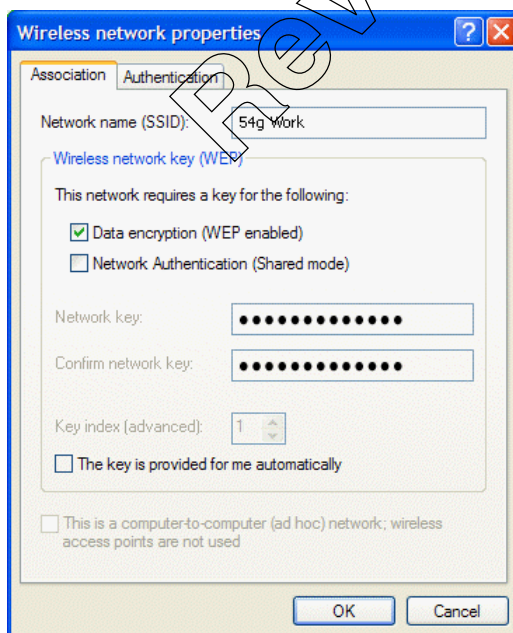 Wireless network properties
Association
Authentication
Network name (SSID):
54g Work
Wireless network key (WEP)
This network requires a key for the following:
Data encryption (WEP enabled)
Network Authentication (Shared mode)
Network key:
●●●●●●●●●●●●●
Confirm network key:
●●●●●●●●●●●●●
Key index (advanced):
1
The key is provided for me automatically
This is a computer-to-computer (ad hoc) network; wireless
access points are not used
OK
Cancel
Rev